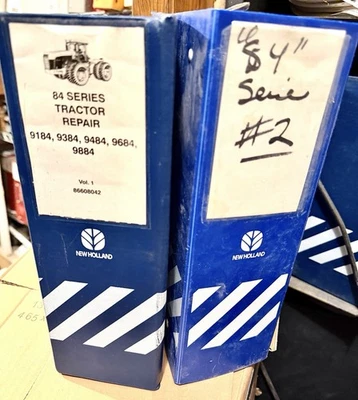 84 SERIES
TRACTOR
REPAIR
9184, 9384, 9484, 9684,
9884
Vol. 1
86608042
NEW HOLLAND
"84"
Serie
#2
NEW HOLLAND